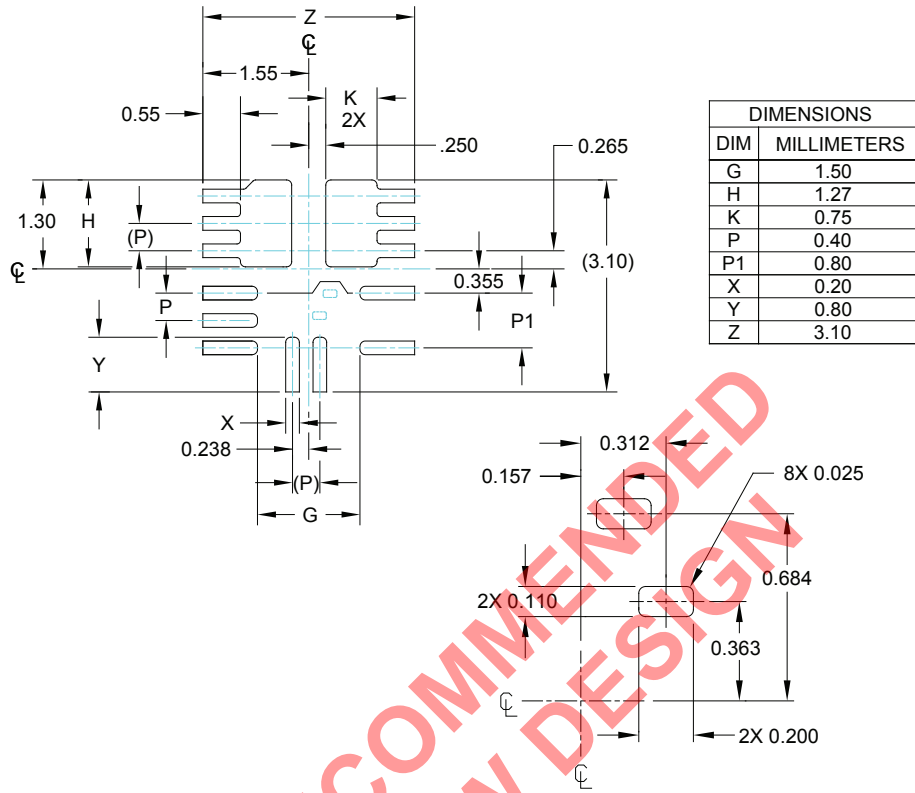 Z
℄
1.55
K
2X
0.55
.250
0.265
1.30
H
(P)
(3.10)
℄
0.355
P
P1
Y
X
0.238
(P)
G
DIMENSIONS
DIM MILLIMETERS
G 1.50
H 1.27
K 0.75
P 0.40
P1 0.80
X 0.20
Y 0.80
Z 3.10
0.312
0.157
8X 0.025
0.684
2X 0.110
0.363
℄
2X 0.200
℄
COMMENDED
DESIGN